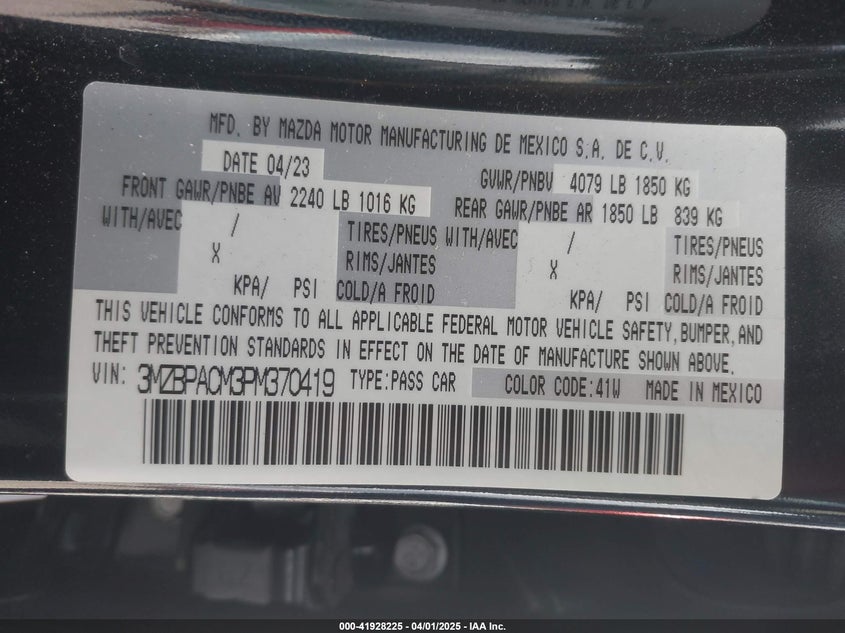 MFD. BY MAZDA MOTOR MANUFACTURING DE MEXICO S.A. DE C.V.
DATE 04/23 GVWR/PNBV 4079 LB 1850 KG
FRONT GAWR/PNBE AV 2240 LB 1016 KG REAR GAWR/PNBE AR 1850 LB 839 KG
WITH/AVEC / TIRES/PNEUS WITH/AVEC / TIRES/PNEUS
X RIMS/JANTES X RIMS/JANTES
KPA/ PSI COLD/A FROID KPA/ PSI COLD/A FROID
THIS VEHICLE CONFORMS TO ALL APPLICABLE FEDERAL MOTOR VEHICLE SAFETY, BUMPER, AND
THEFT PREVENTION STANDARDS IN EFFECT ON THE DATE OF MANUFACTURE SHOWN ABOVE.
VIN: 3MZBPACM3PM370419 TYPE:PASS CAR COLOR CODE:41W MADE IN MEXICO
000-41928225 - 04/01/2025 - IAA Inc.